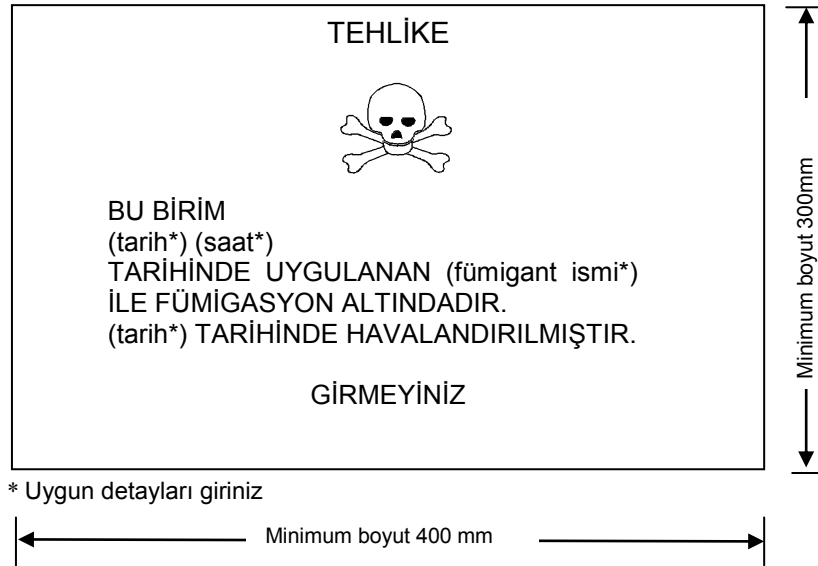 TEHLİKE
BU BİRİM
(tarih*) (saat*)
TARİHİNDE UYGULANAN (fümigant ismi*)
İLE FÜMİGASYON ALTINDADIR.
(tarih*) TARİHİNDE HAVALANDIRILMIŞTIR.
GİRMEYİNİZ
Minimum boyut 300mm
* Uygun detayları giriniz
Minimum boyut 400 mm